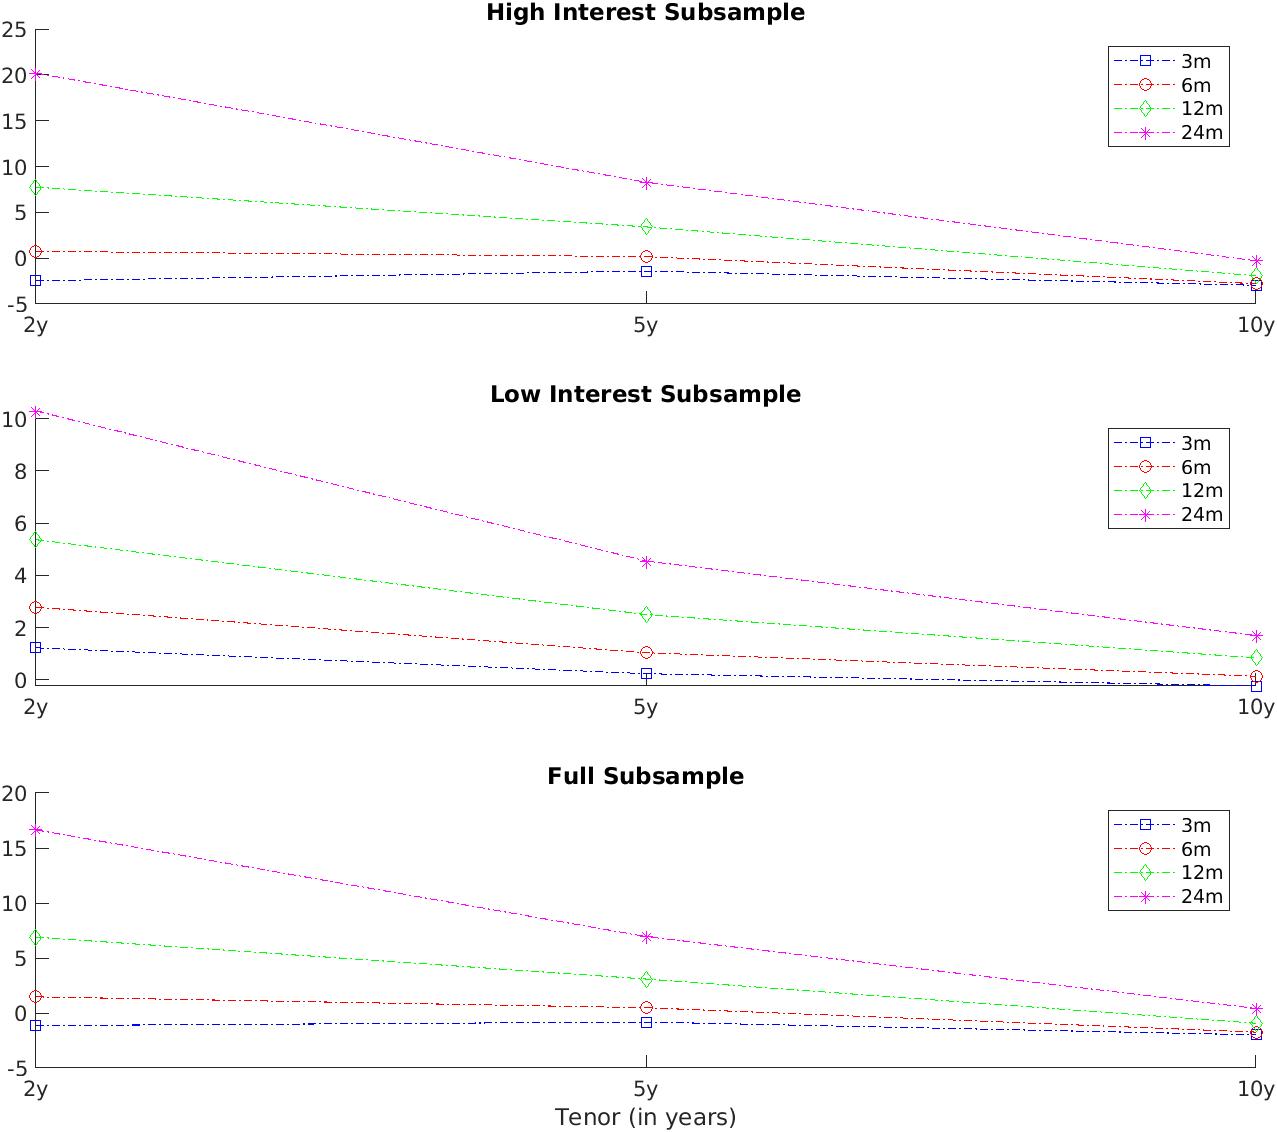 High Interest Subsample
25
20
15
10
5
0
-5
2y 5y 10y
3m
6m
12m
24m
Low Interest Subsample
10
8
6
4
2
0
2y 5y 10y
3m
6m
12m
24m
Full Subsample
20
15
10
5
0
-5
2y 5y 10y
3m
6m
12m
24m
Tenor (in years)